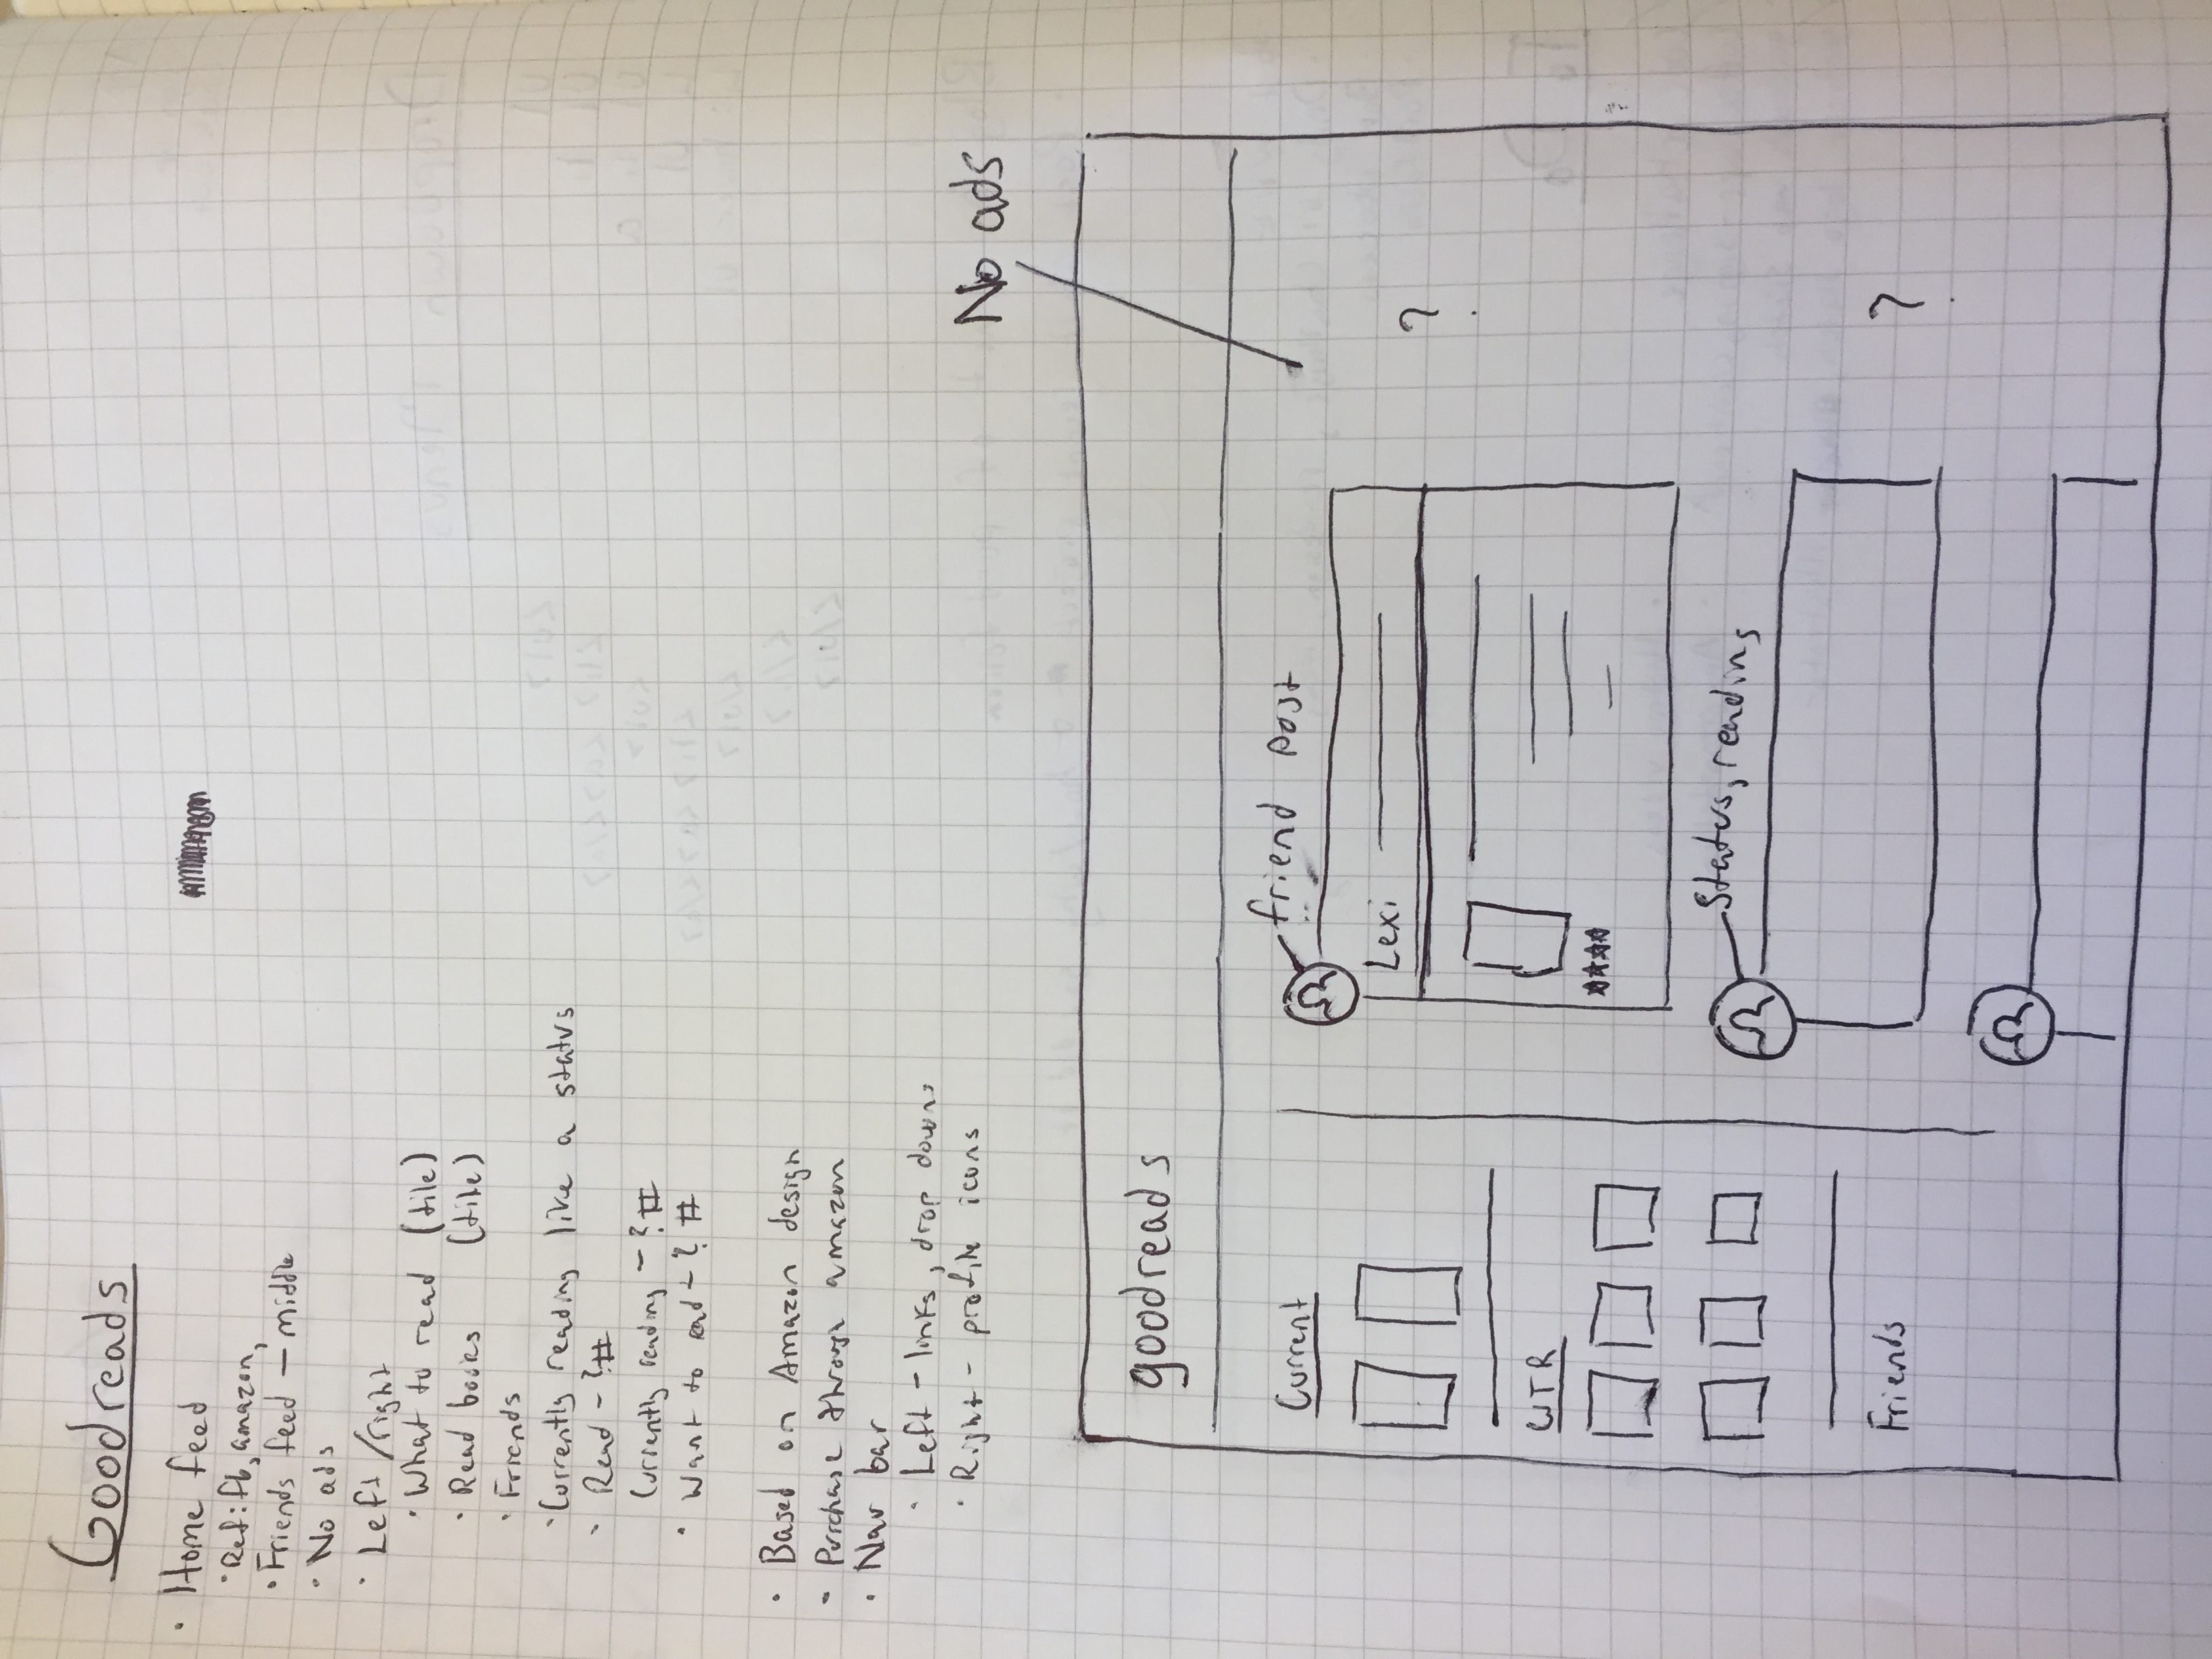 Goodreads
· Home feed
· Ref: fb, amazon,
· Friends feed — middle
· No ads
· Left/right
· What to read (tile)
· Read books (tile)
· Friends
· Currently reading like a status
· Read - ? #
Currently reading - ? #
· Want to read - ? #
· Based on Amazon design
· Purchase through amazon
· Nav bar
· Left - links, drop downs
· Right - profile icons
No ads
goodreads
Current
friend post
Lexi
?
WTR
Status, reading
Friends
?